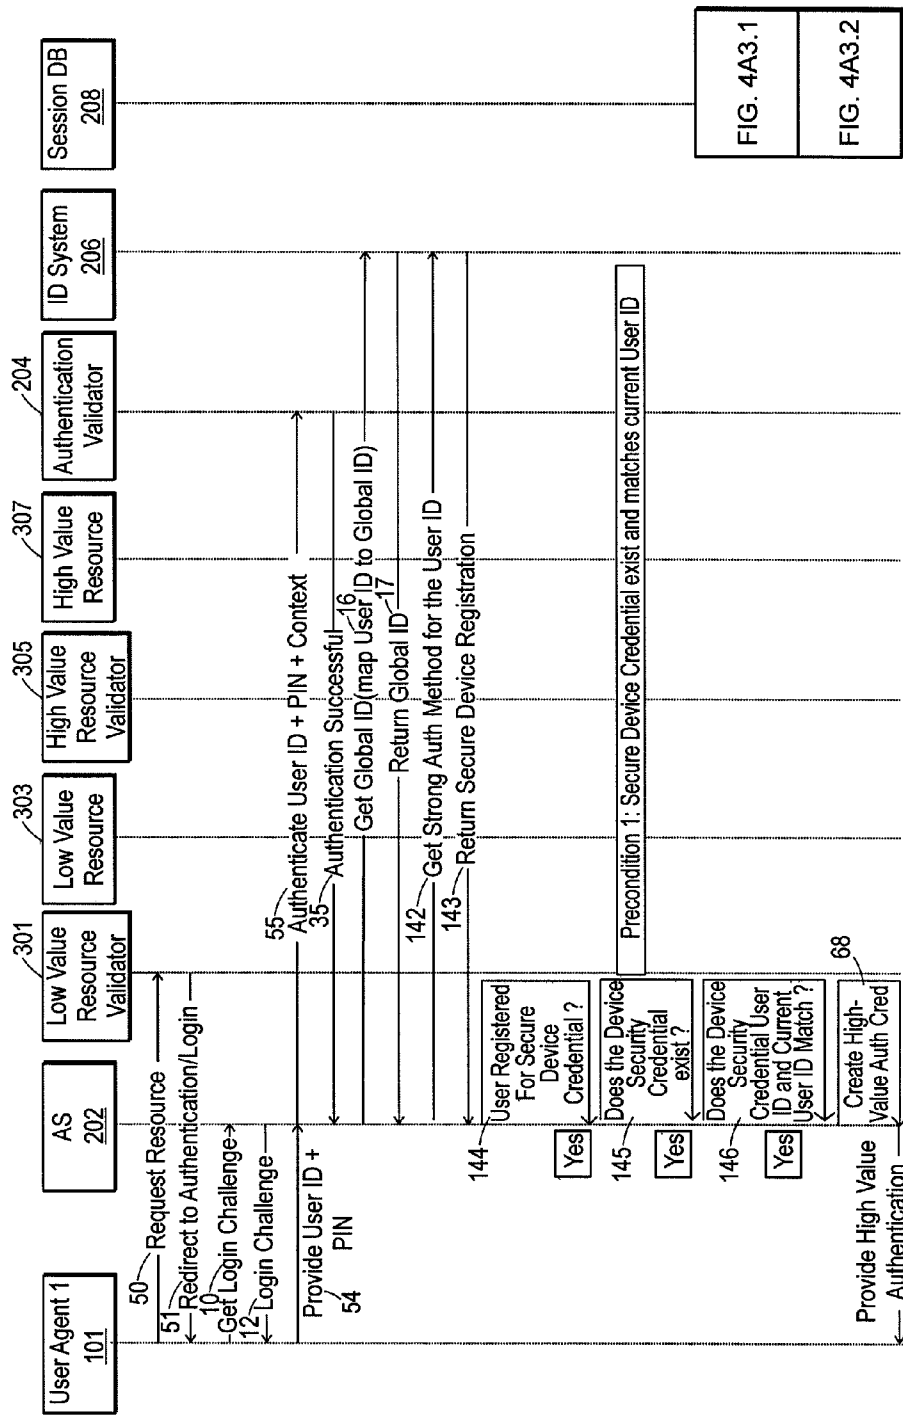 User Agent 1
101
AS
202
301
Low Value
Resource
Validator
303
Low Value
Resource
305
High Value
Resource
Validator
307
High Value
Resource
204
Authentication
Validator
ID System
206
Session DB
208
50
Request Resource
51
Redirect to Authentication/Login
10
Get Login Challenge
12
Login Challenge
Provide User ID +
PIN
54
55
Authenticate User ID + PIN + Context
35
Authentication Successful
16
Get Global ID(map User ID to Global ID)
17
Return Global ID
142
Get Strong Auth Method for the User ID
143
Return Secure Device Registration
144
User Registered
For Secure
Device
Credential ?
Yes
Precondition 1: Secure Device Credential exist and matches current User ID
145
Does the Device
Security
Credential
exist ?
Yes
146
Does the Device
Security
Credential User
ID and Current
User ID Match ?
Yes
68
Create High-
Value Auth Cred
Provide High Value
Authentication
FIG. 4A3.1
FIG. 4A3.2